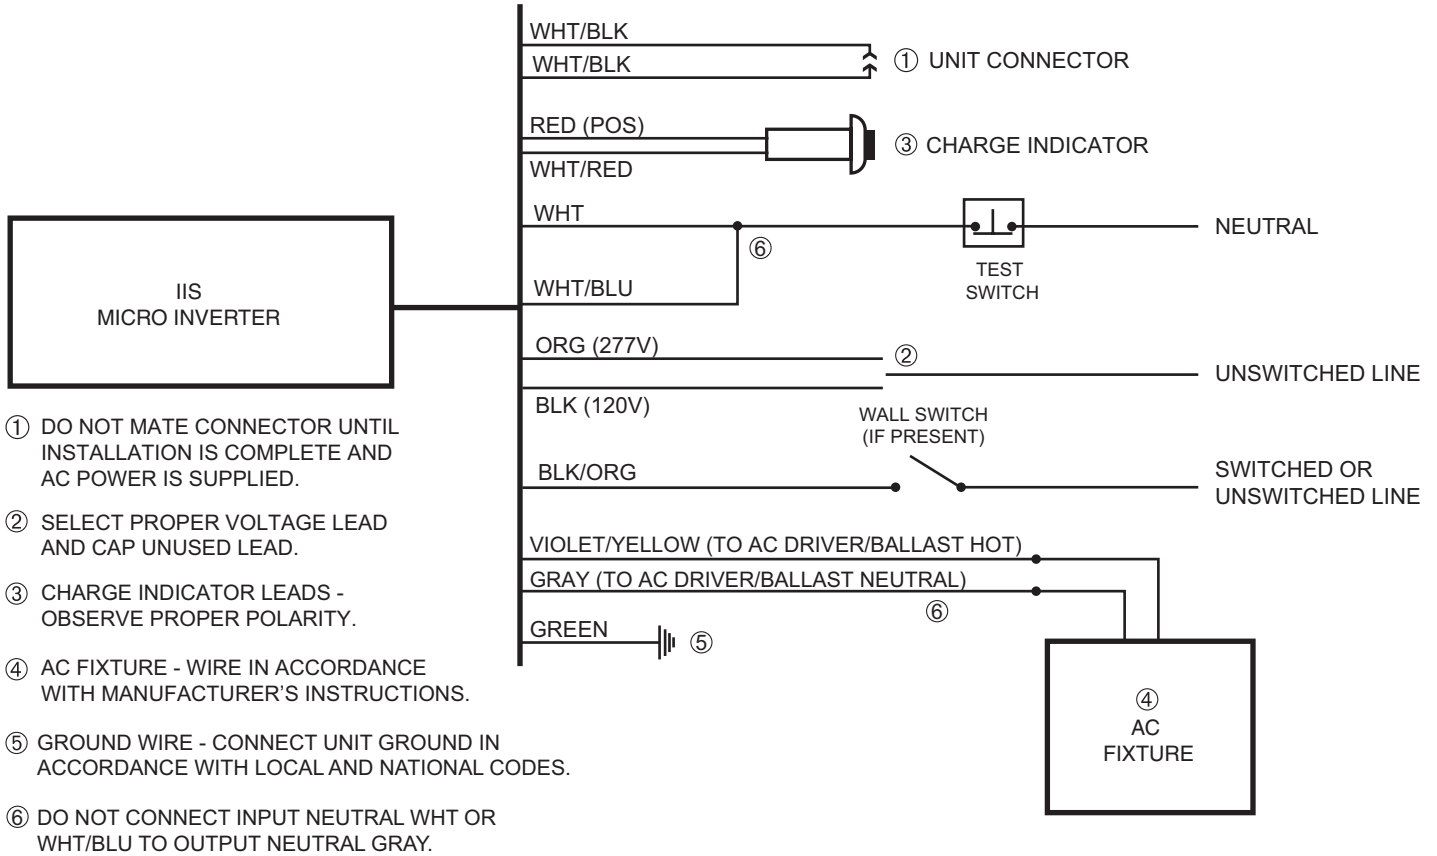 WHT/BLK
WHT/BLK
① UNIT CONNECTOR
RED (POS)
WHT/RED
③ CHARGE INDICATOR
WHT
⑥
TEST
SWITCH
NEUTRAL
WHT/BLU
IIS
MICRO INVERTER
ORG (277V)
②
BLK (120V)
UNSWITCHED LINE
WALL SWITCH
(IF PRESENT)
BLK/ORG
SWITCHED OR
UNSWITCHED LINE
VIOLET/YELLOW (TO AC DRIVER/BALLAST HOT)
GRAY (TO AC DRIVER/BALLAST NEUTRAL)
⑥
GREEN
⑤
④
AC
FIXTURE
① DO NOT MATE CONNECTOR UNTIL
INSTALLATION IS COMPLETE AND
AC POWER IS SUPPLIED.
② SELECT PROPER VOLTAGE LEAD
AND CAP UNUSED LEAD.
③ CHARGE INDICATOR LEADS -
OBSERVE PROPER POLARITY.
④ AC FIXTURE - WIRE IN ACCORDANCE
WITH MANUFACTURER'S INSTRUCTIONS.
⑤ GROUND WIRE - CONNECT UNIT GROUND IN
ACCORDANCE WITH LOCAL AND NATIONAL CODES.
⑥ DO NOT CONNECT INPUT NEUTRAL WHT OR
WHT/BLU TO OUTPUT NEUTRAL GRAY.